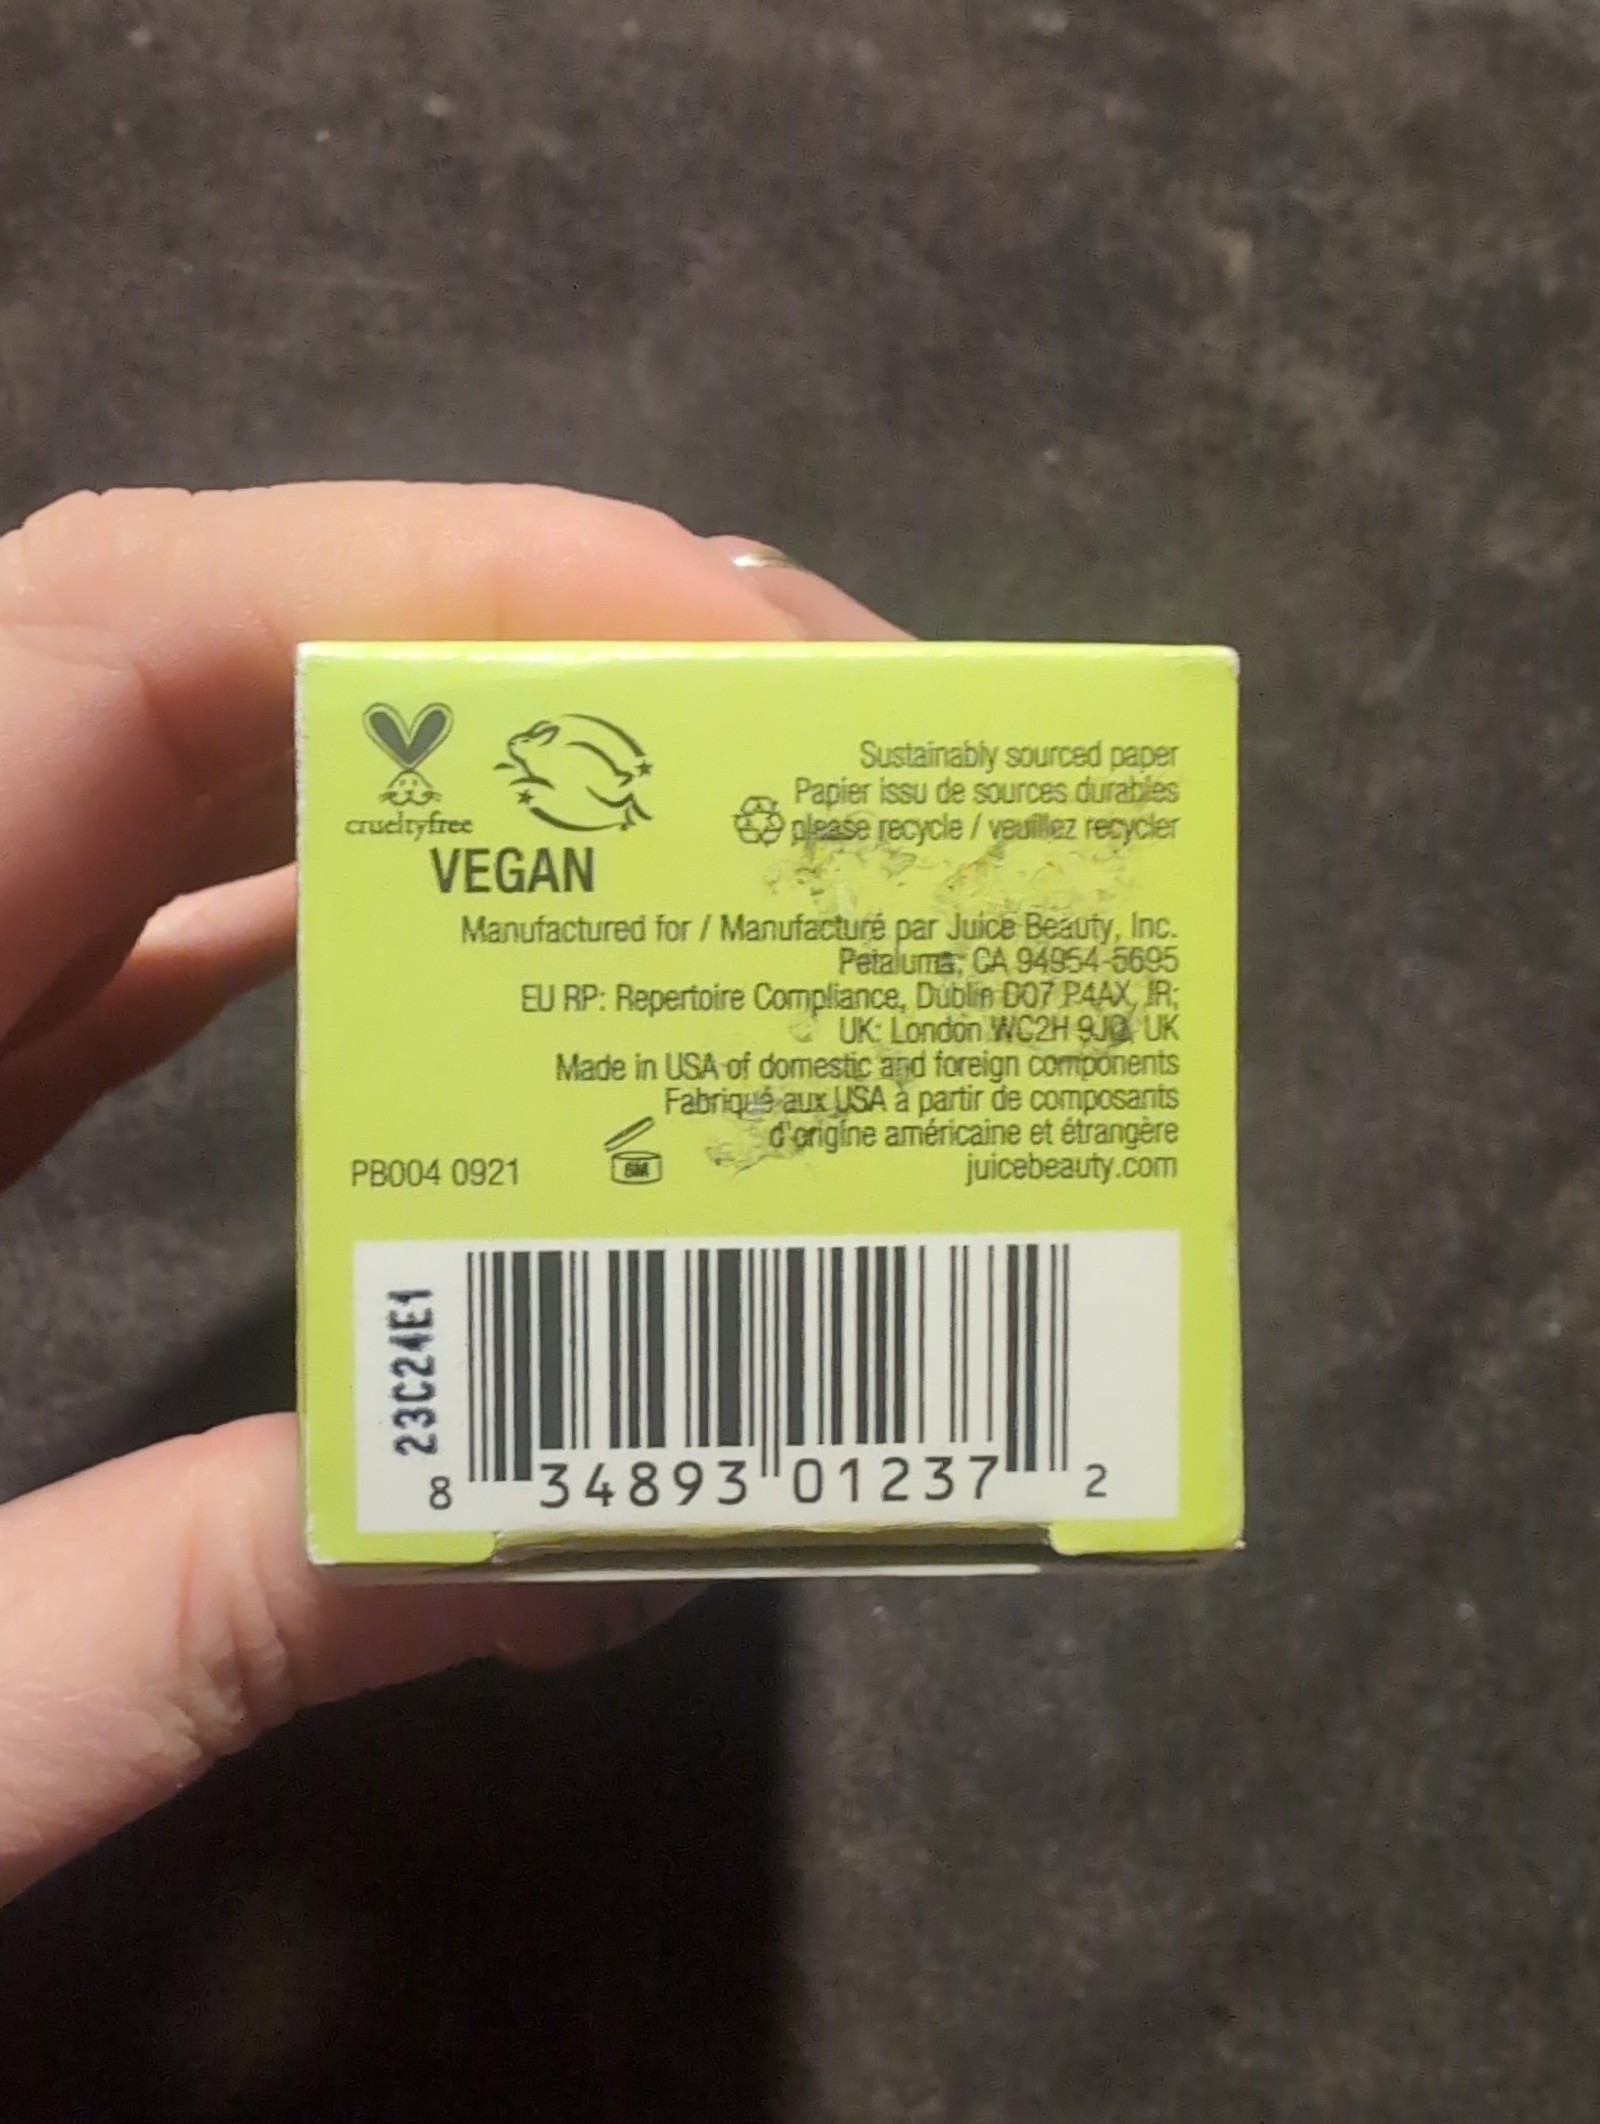 crueltyfree
VEGAN
Sustainably sourced paper
Papier issu de sources durables
please recycle / veuillez recycler
Manufactured for / Manufacturé par Juice Beauty, Inc.
Petaluma, CA 94954-5695
EU RP: Repertoire Compliance, Dublin D07 P4AX, IR;
UK: London WC2H 9JQ, UK
Made in USA of domestic and foreign components
Fabriqué aux USA à partir de composants
d'origine américaine et étrangère
juicebeauty.com
PB004 0921
6M
23C24E1
8 34893 01237 2